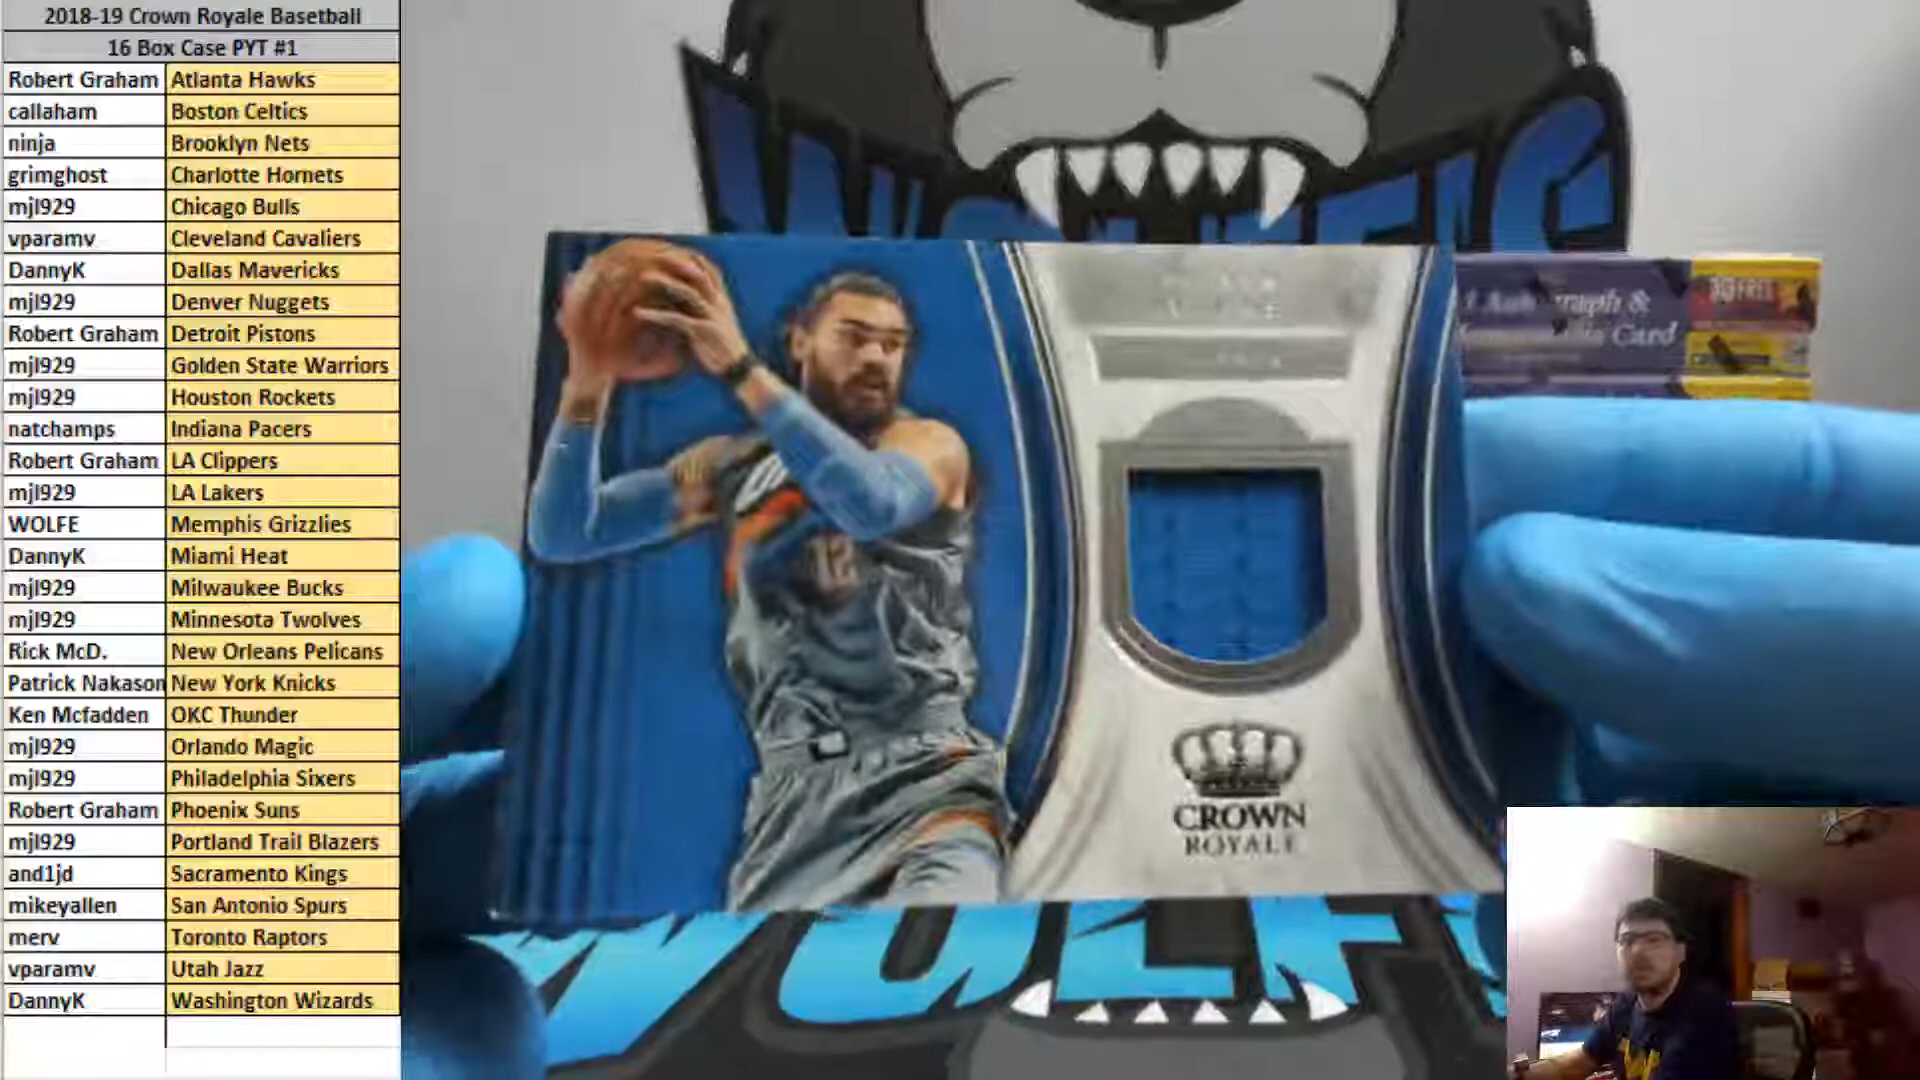 2018-19 Crown Royale Basetball
16 Box Case PYT #1
Robert Graham Atlanta Hawks
callaham Boston Celtics
ninja Brooklyn Nets
grimghost Charlotte Hornets
mjl929 Chicago Bulls
vparamv Cleveland Cavaliers
DannyK Dallas Mavericks
mjl929 Denver Nuggets
Robert Graham Detroit Pistons
mjl929 Golden State Warriors
mjl929 Houston Rockets
natchamps Indiana Pacers
Robert Graham LA Clippers
mjl929 LA Lakers
WOLFE Memphis Grizzlies
DannyK Miami Heat
mjl929 Milwaukee Bucks
mjl929 Minnesota Twolves
Rick McD. New Orleans Pelicans
Patrick Nakason New York Knicks
Ken Mcfadden OKC Thunder
mjl929 Orlando Magic
mjl929 Philadelphia Sixers
Robert Graham Phoenix Suns
mjl929 Portland Trail Blazers
and1jd Sacramento Kings
mikeyallen San Antonio Spurs
merv Toronto Raptors
vparamv Utah Jazz
DannyK Washington Wizards
&
Card
FREE
12
CROWN
ROYALE